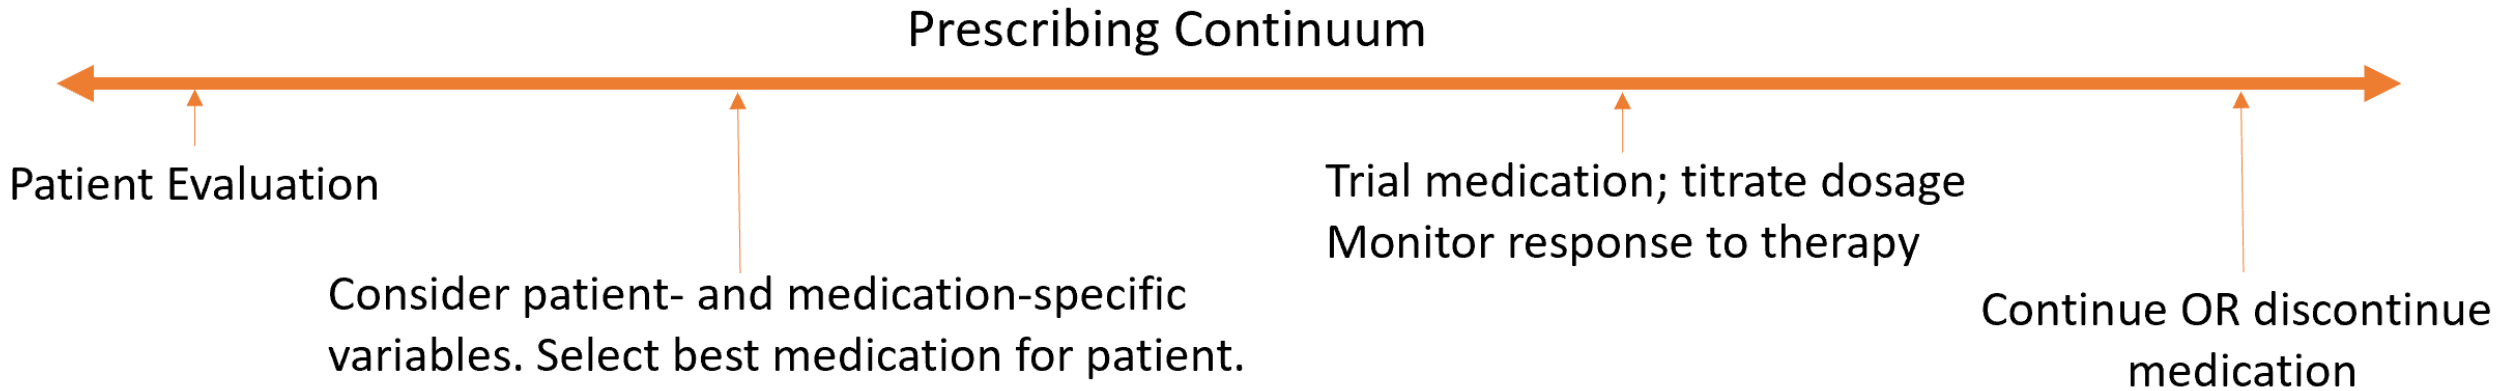 Prescribing Continuum
Patient Evaluation
Consider patient- and medication-specific
variables. Select best medication for patient.
Trial medication; titrate dosage
Monitor response to therapy
Continue OR discontinue
medication